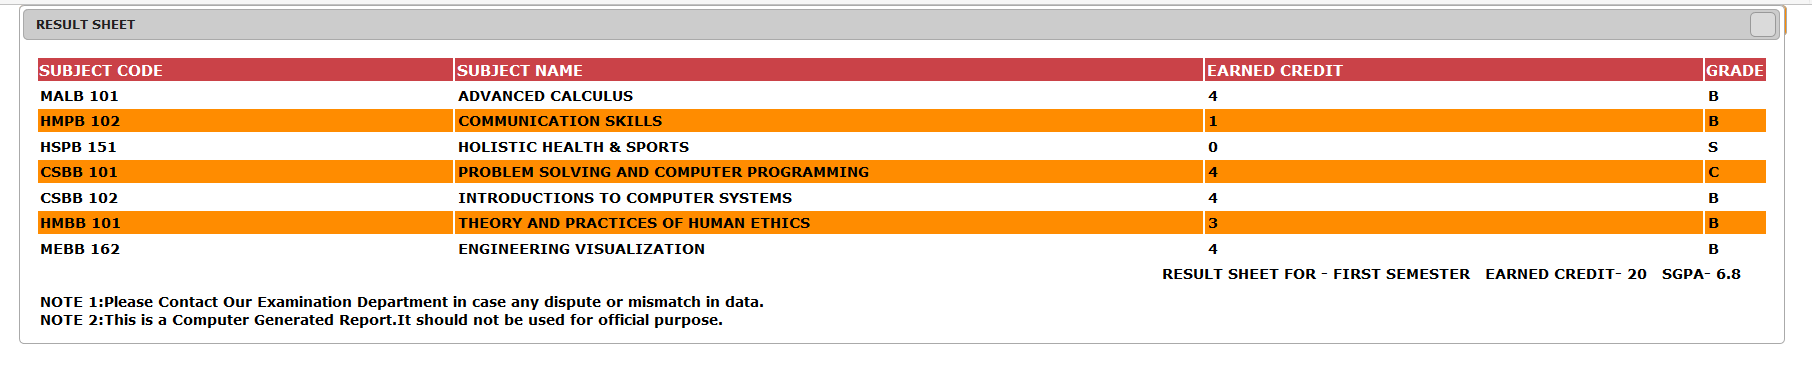 RESULT SHEET
SUBJECT CODE SUBJECT NAME EARNED CREDIT GRADE
MALB 101 ADVANCED CALCULUS 4 B
HMPB 102 COMMUNICATION SKILLS 1 B
HSPB 151 HOLISTIC HEALTH & SPORTS 0 S
CSBB 101 PROBLEM SOLVING AND COMPUTER PROGRAMMING 4 C
CSBB 102 INTRODUCTIONS TO COMPUTER SYSTEMS 4 B
HMBB 101 THEORY AND PRACTICES OF HUMAN ETHICS 3 B
MEBB 162 ENGINEERING VISUALIZATION 4 B
RESULT SHEET FOR - FIRST SEMESTER EARNED CREDIT- 20 SGPA- 6.8
NOTE 1:Please Contact Our Examination Department in case any dispute or mismatch in data.
NOTE 2:This is a Computer Generated Report.It should not be used for official purpose.